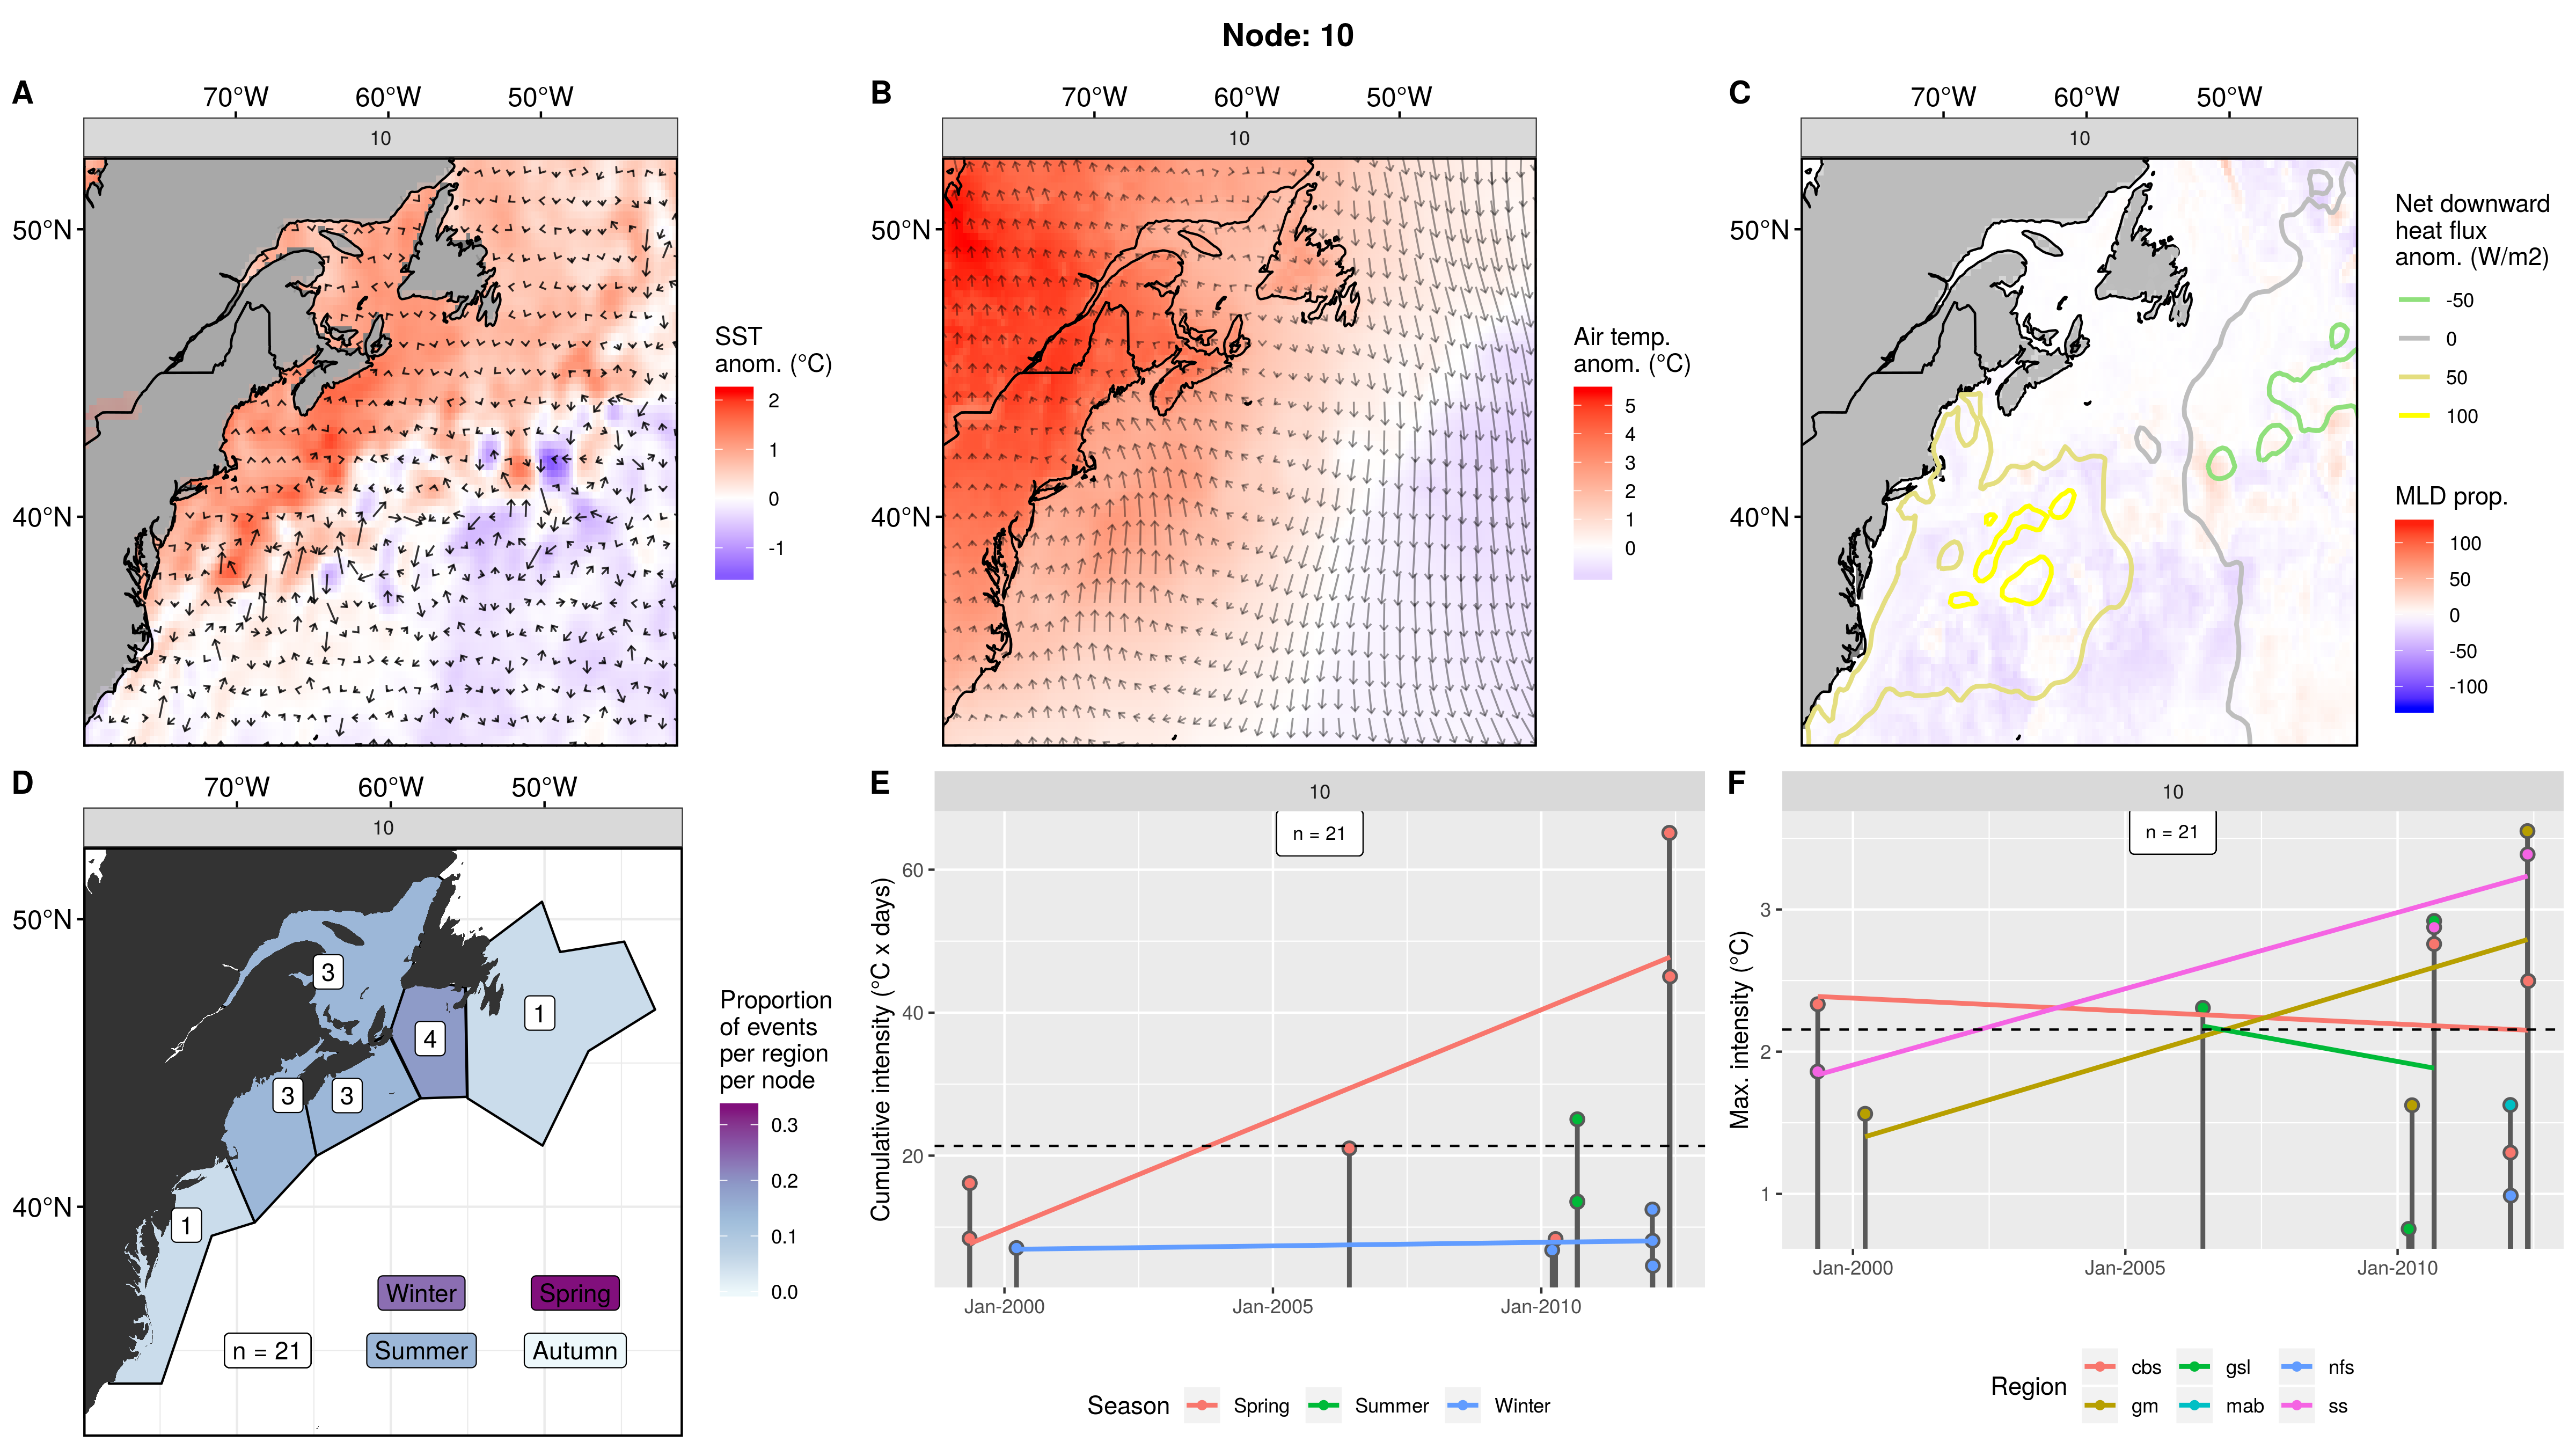 Node: 10
A
70°W 60°W 50°W
10
50°N
40°N
SST
anom. (°C)
2
1
0
-1
B
70°W 60°W 50°W
10
50°N
40°N
Air temp.
anom. (°C)
5
4
3
2
1
0
C
70°W 60°W 50°W
10
50°N
40°N
Net downward
heat flux
anom. (W/m2)
-50
0
50
100
MLD prop.
100
50
0
-50
-100
D
70°W 60°W 50°W
10
50°N
40°N
3
4
1
3
3
1
Winter
Spring
n = 21
Summer
Autumn
Proportion
of events
per region
per node
0.3
0.2
0.1
0.0
E
10
n = 21
Cumulative intensity (°C x days)
60
40
20
Jan-2000 Jan-2005 Jan-2010
Season Spring Summer Winter
F
10
n = 21
Max. intensity (°C)
3
2
1
Jan-2000 Jan-2005 Jan-2010
Region
cbs gsl nfs
gm mab ss